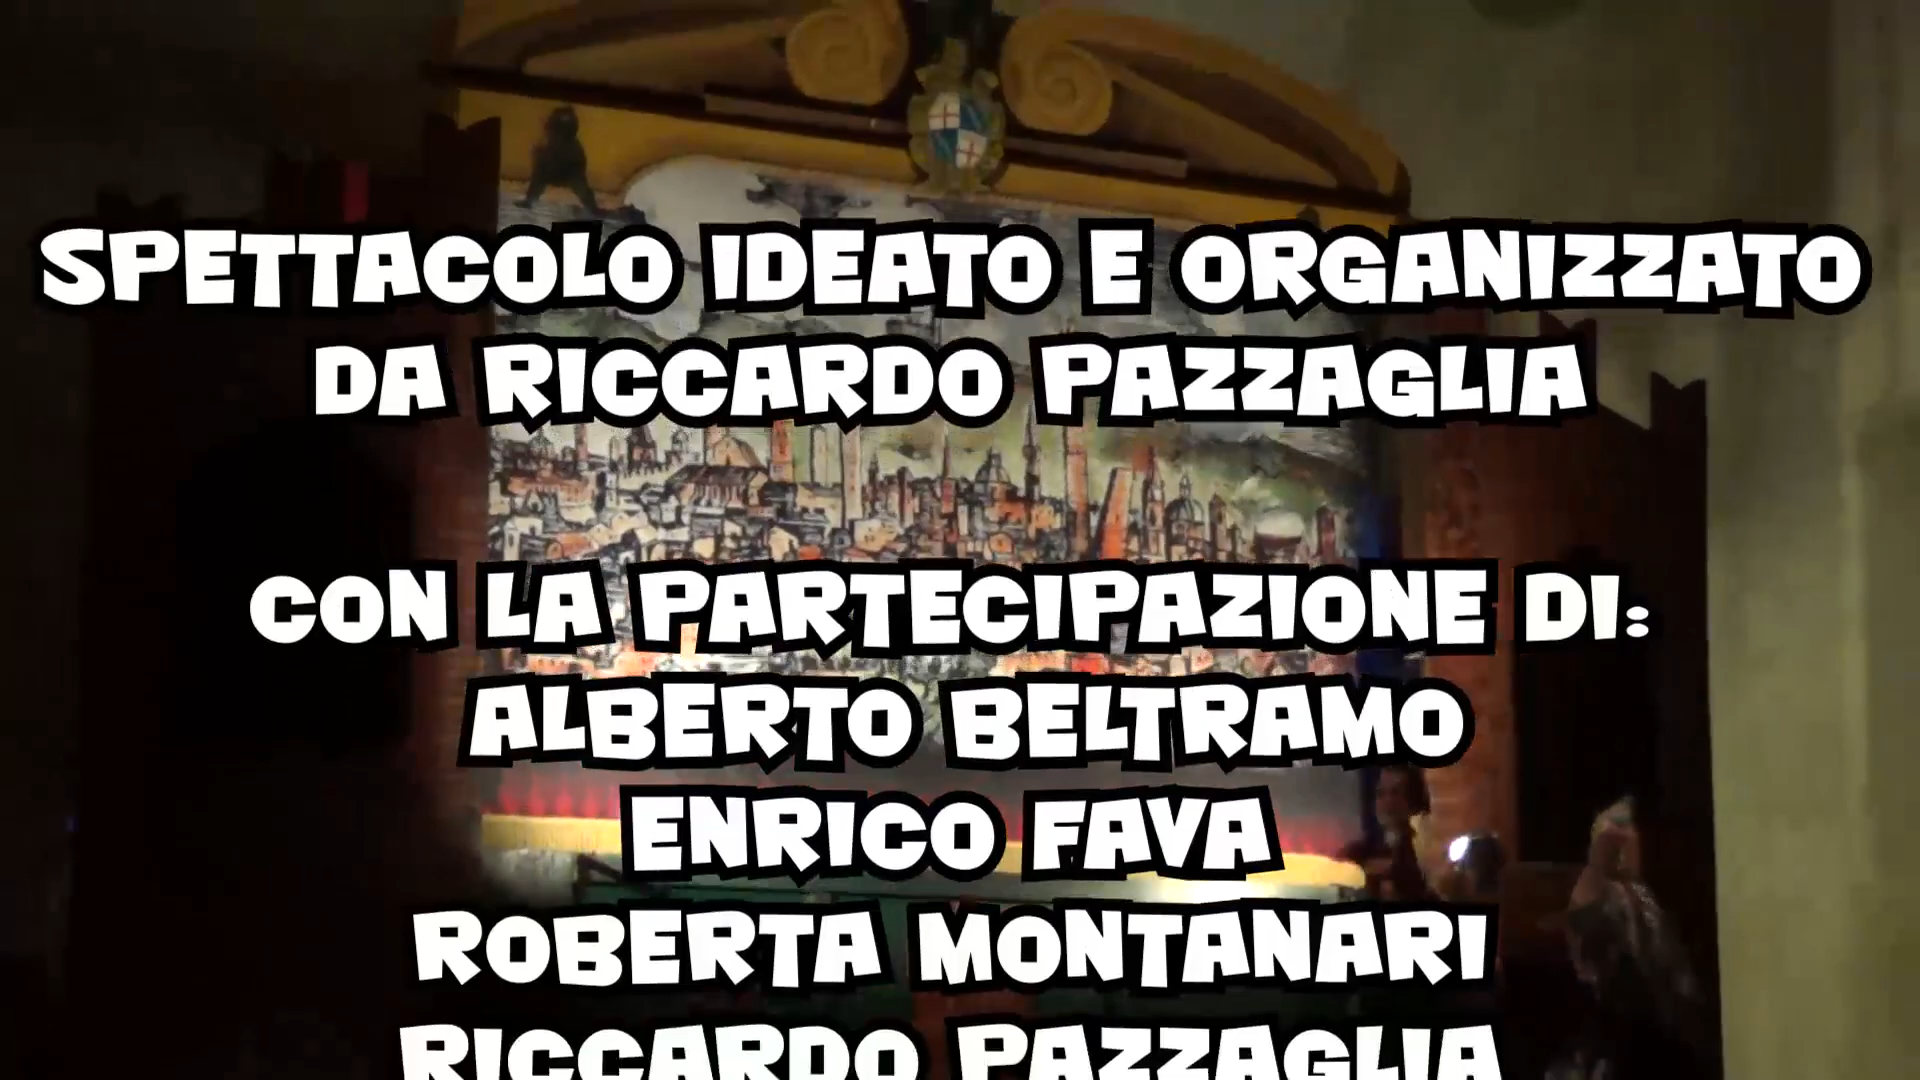 SPETTACOLO IDEATO E ORGANIZZATO
DA RICCARDO PAZZAGLIA
CON LA PARTECIPAZIONE DI:
ALBERTO BELTRAMO
ENRICO FAVA
ROBERTA MONTANARI
RICCARDO PAZZAGLIA